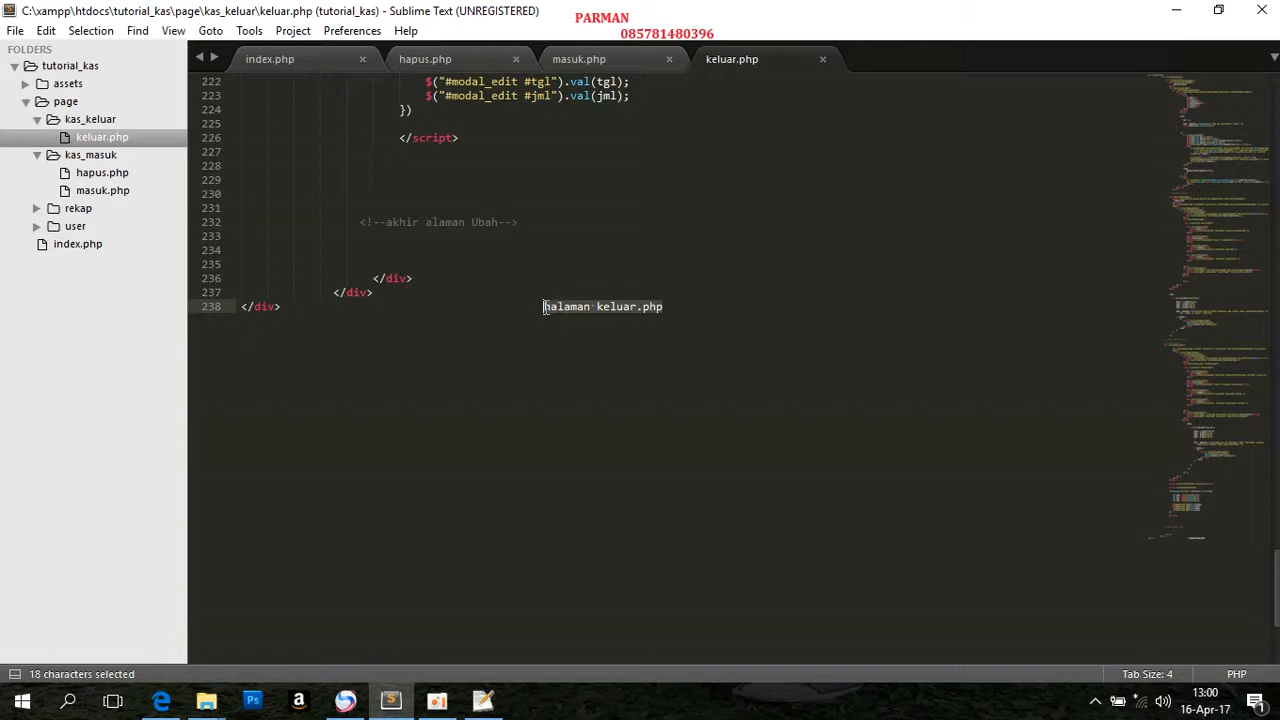 C:\xampp\htdocs\tutorial_kas\page\kas_keluar\keluar.php (tutorial_kas) - Sublime Text (UNREGISTERED)
PARMAN
085781480396
File Edit Selection Find View Goto Tools Project Preferences Help
FOLDERS
tutorial_kas
assets
page
kas_keluar
keluar.php
kas_masuk
hapus.php
masuk.php
rekap
user
index.php
index.php hapus.php masuk.php keluar.php
222 $("#modal_edit #tgl").val(tgl);
223 $("#modal_edit #jml").val(jml);
224 })
225
226 </script>
227
228
229
230
231
232 <!--akhir alaman Ubah-->
233
234
235
236 </div>
237 </div>
238 </div> halaman keluar.php
18 characters selected
Tab Size: 4 PHP
13:00
16-Apr-17